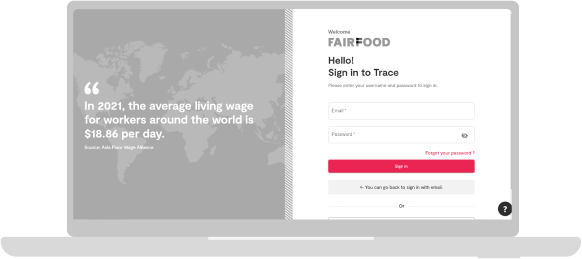 “
In 2021, the average living wage
for workers around the world is
$18.86 per day.
Source: Asia Floor Wage Alliance
Welcome
FAIRFOOD
Hello!
Sign in to Trace
Please enter your username and password to sign in.
Email *
Password *
Forgot your password ?
Sign in
← You can go back to sign in with email.
Or
?